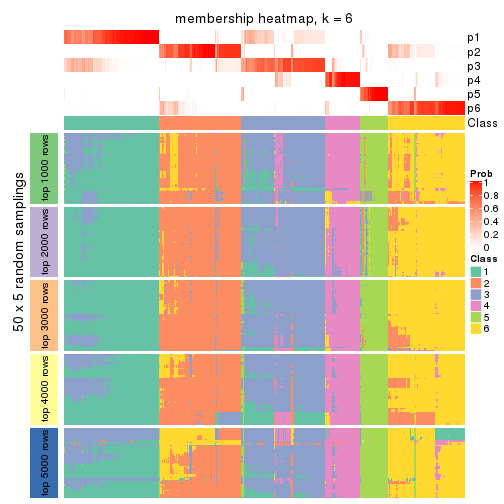 membership heatmap, k = 6
p1
p2
p3
p4
p5
p6
Class
50 x 5 random samplings
top 1000 rows
top 2000 rows
top 3000 rows
top 4000 rows
top 5000 rows
Prob
1
0.8
0.6
0.4
0.2
0
Class
1
2
3
4
5
6